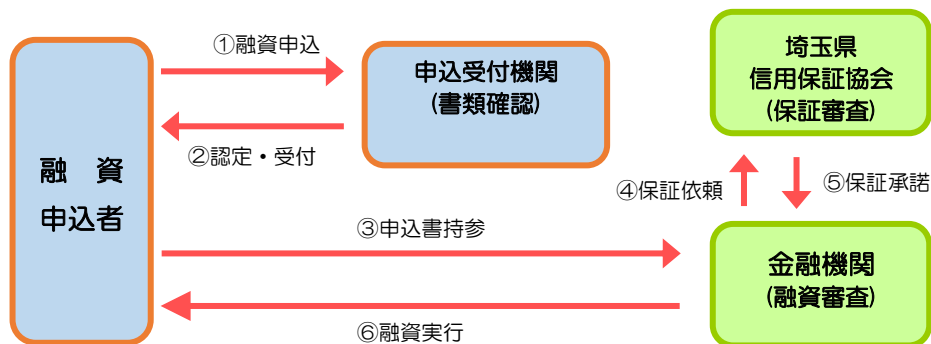 ①融資申込
申込受付機関
(書類確認)
埼玉県
信用保証協会
(保証審査)
②認定・受付
融　資
申込者
④保証依頼
⑤保証承諾
③申込書持参
金融機関
(融資審査)
⑥融資実行